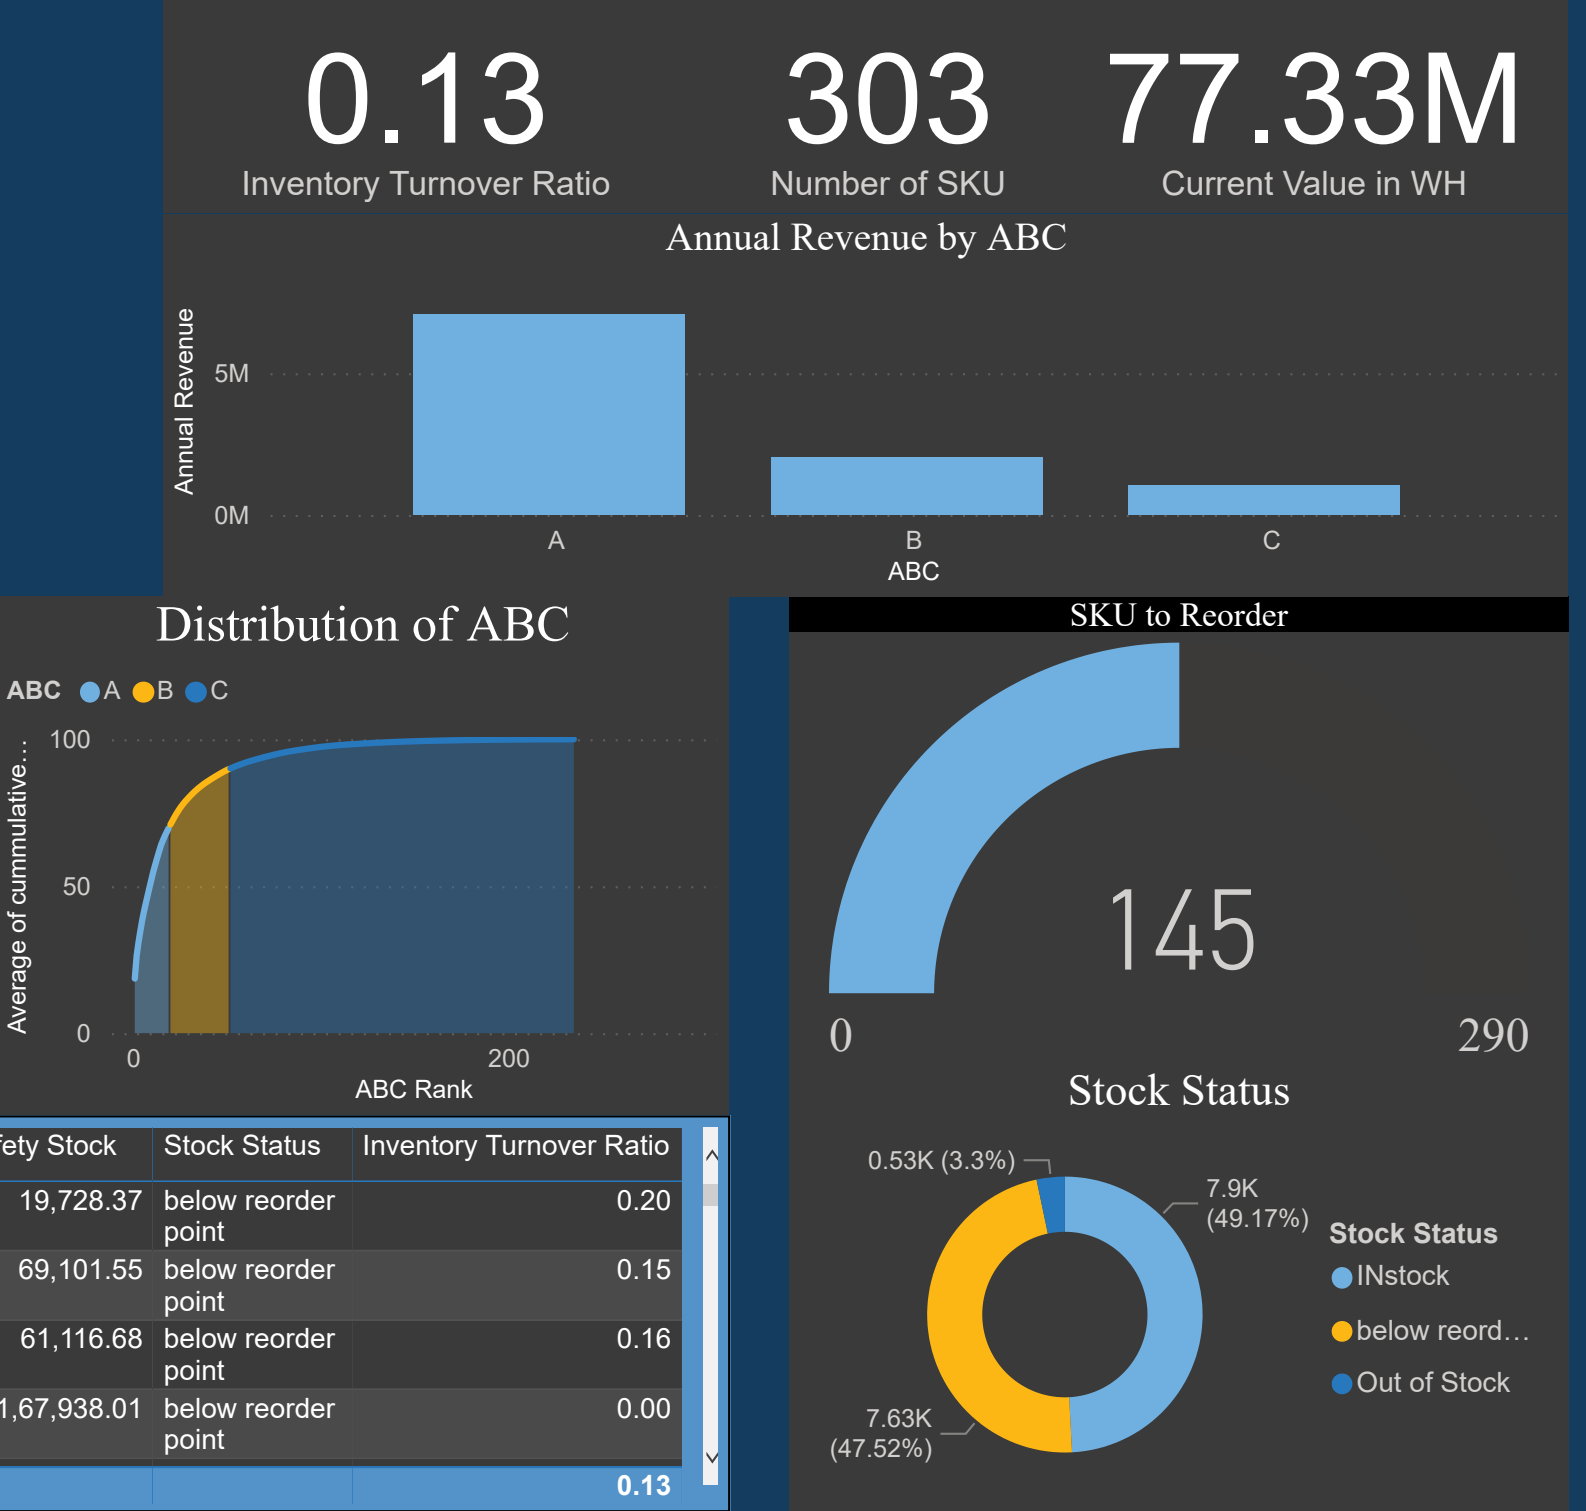 0.13
Inventory Turnover Ratio
303
Number of SKU
77.33M
Current Value in WH
Annual Revenue by ABC
Annual Revenue
5M
0M
A
B
C
ABC
Distribution of ABC
ABC A B C
Average of cummulative…
100
50
0
0
200
ABC Rank
fety Stock Stock Status Inventory Turnover Ratio
19,728.37 below reorder 0.20
point
69,101.55 below reorder 0.15
point
61,116.68 below reorder 0.16
point
1,67,938.01 below reorder 0.00
point
0.13
SKU to Reorder
145
0
290
Stock Status
0.53K (3.3%)
7.9K
(49.17%)
7.63K
(47.52%)
Stock Status
INstock
below reord…
Out of Stock